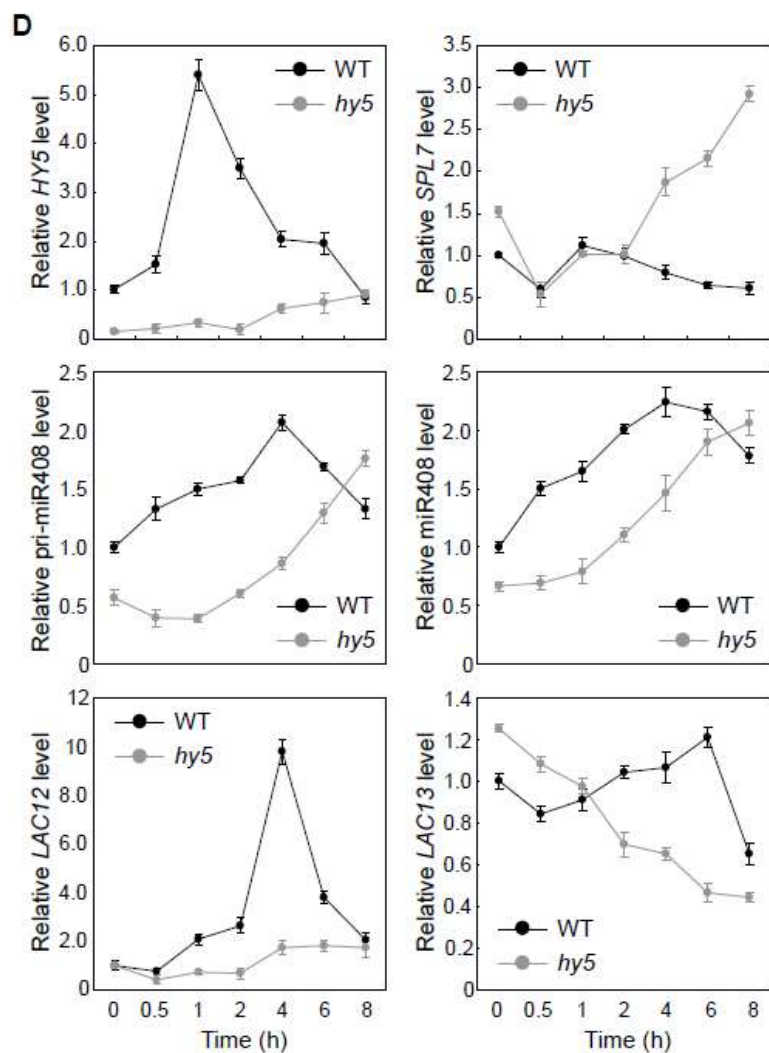 D
Relative HY5 level
6.0
5.0
4.0
3.0
2.0
1.0
0
WT
hy5
Relative SPL7 level
3.5
3.0
2.5
2.0
1.5
1.0
0.5
0
WT
hy5
Relative pri-miR408 level
2.5
2.0
1.5
1.0
0.5
0
WT
hy5
Relative miR408 level
2.5
2.0
1.5
1.0
0.5
0
WT
hy5
Relative LAC12 level
12
10
8.0
6.0
4.0
2.0
0
WT
hy5
0 0.5 1 2 4 6 8
Time (h)
Relative LAC13 level
1.4
1.2
1.0
0.8
0.6
0.4
0.2
0
WT
hy5
0 0.5 1 2 4 6 8
Time (h)